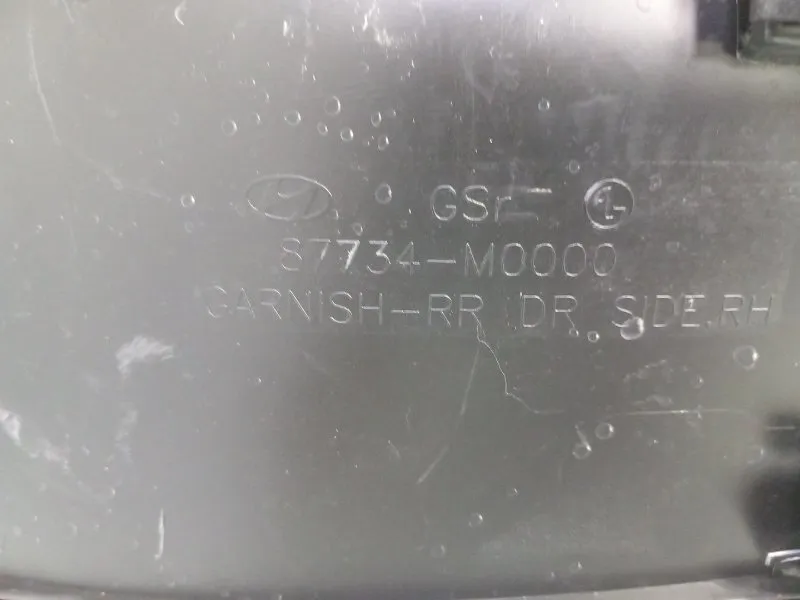 GSr
87734-M0000
GARNISH-RR DR SIDE,RH